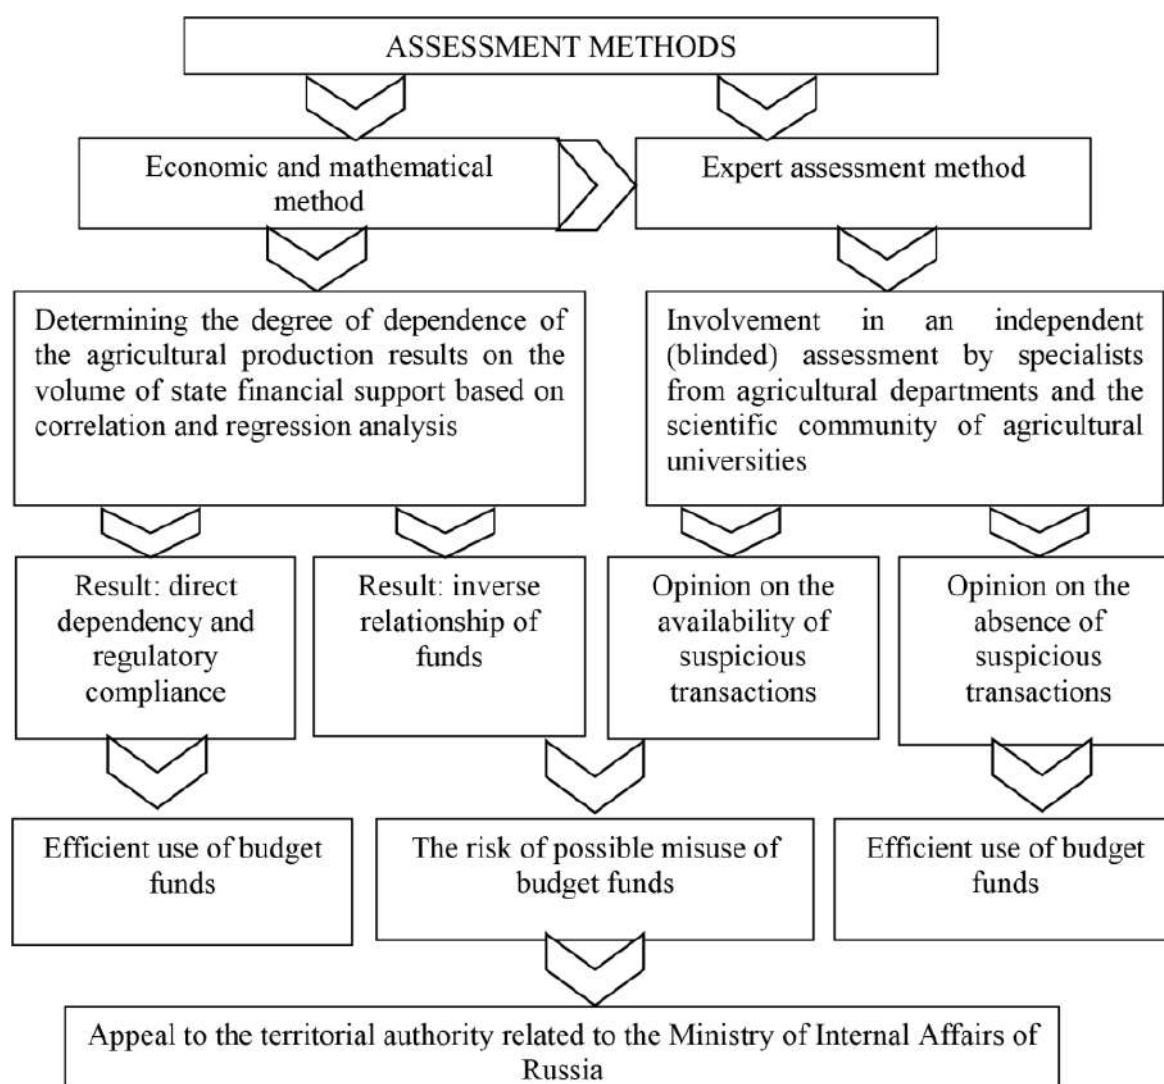 ASSESSMENT METHODS
Economic and mathematical
method
Expert assessment method
Determining the degree of dependence of
the agricultural production results on the
volume of state financial support based on
correlation and regression analysis
Involvement in an independent
(blinded) assessment by specialists
from agricultural departments and the
scientific community of agricultural
universities
Result: direct
dependency and
regulatory
compliance
Result: inverse
relationship of
funds
Opinion on the
availability of
suspicious
transactions
Opinion on the
absence of
suspicious
transactions
Efficient use of budget
funds
The risk of possible misuse of
budget funds
Efficient use of budget
funds
Appeal to the territorial authority related to the Ministry of Internal Affairs of
Russia